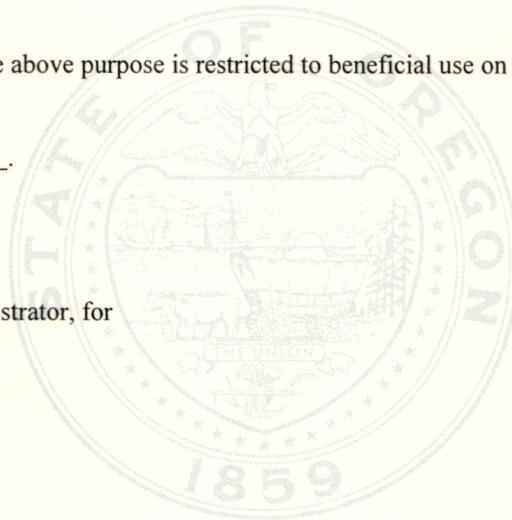 e above purpose is restricted to beneficial use on
_.
strator, for
STATE OF OREGON
THE UNION
1859